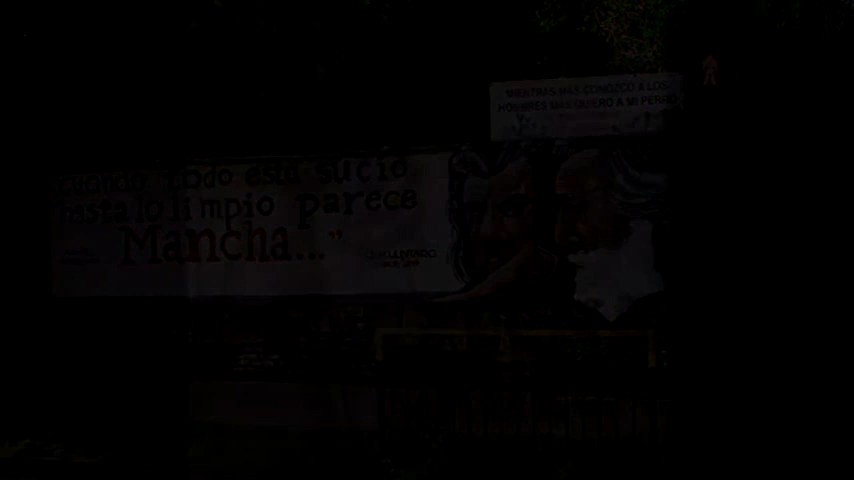 MIENTRAS MÁS CONOZCO A LOS
HOMBRES MÁS QUIERO A MI PERRO
"Cuando todo está sucio
hasta lo limpio parece
Mancha..."